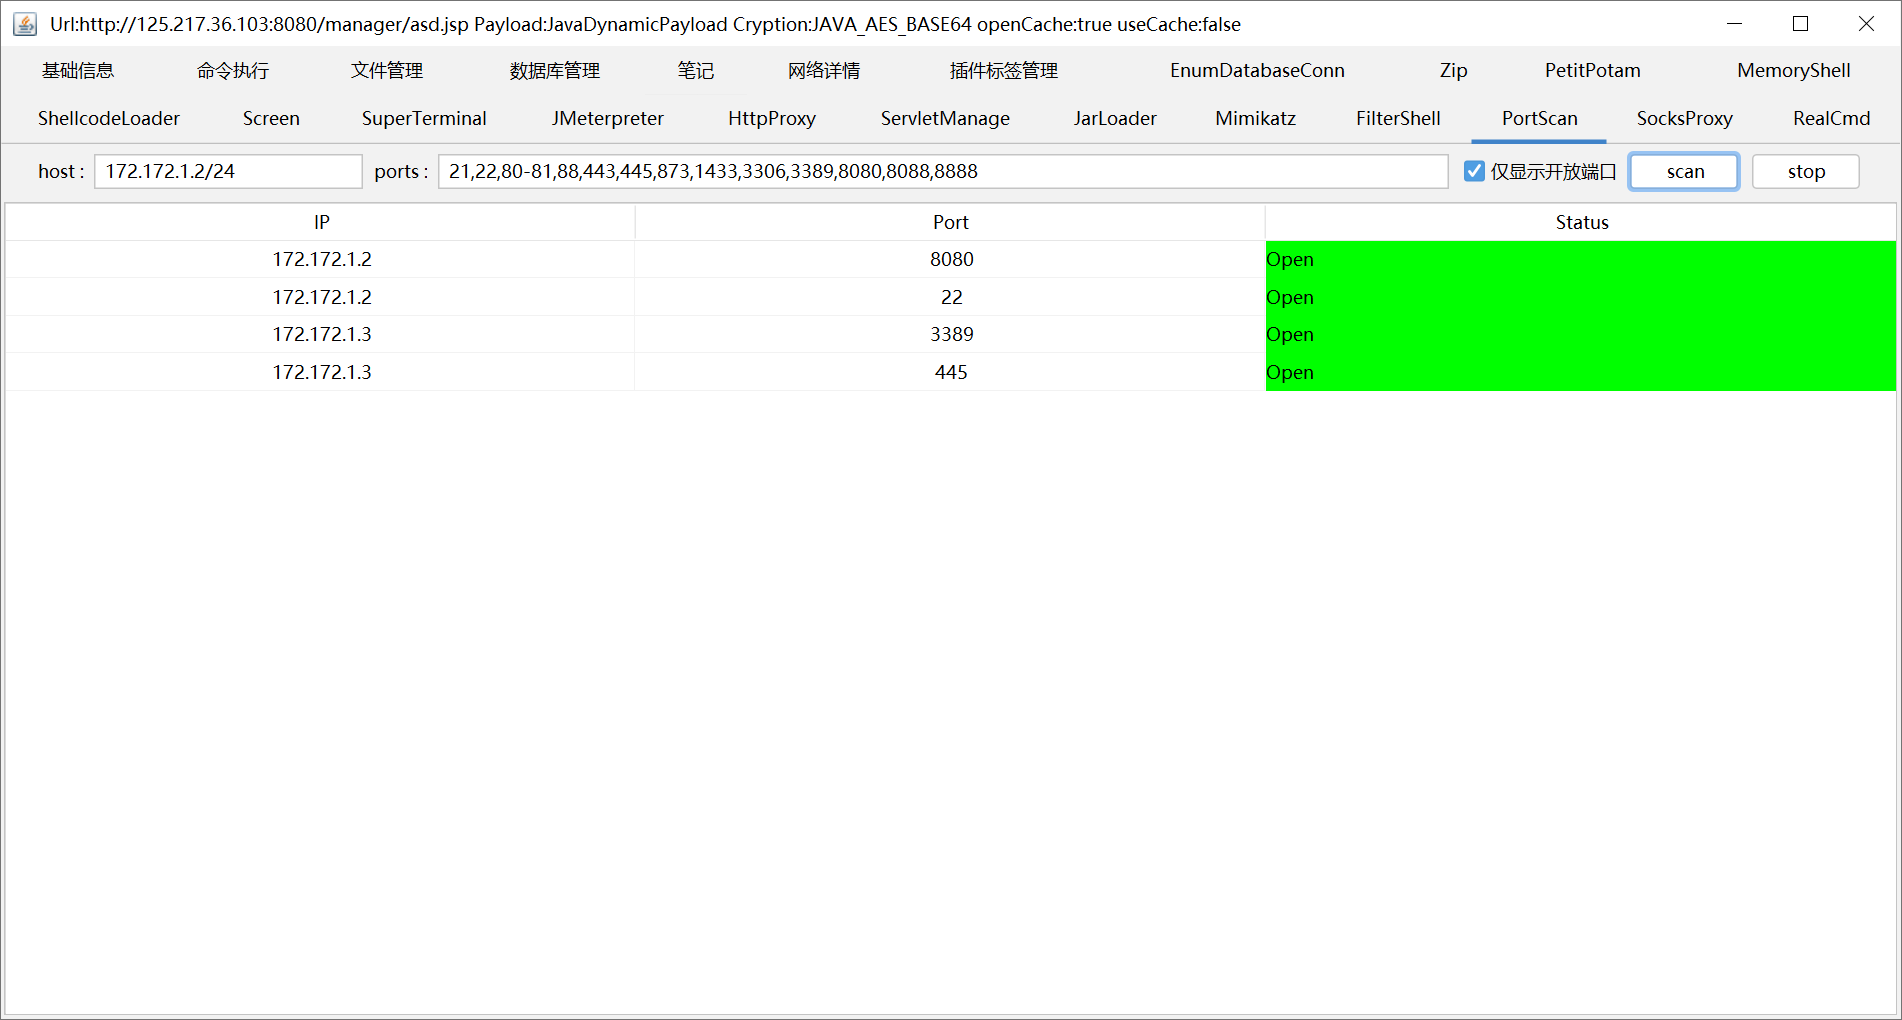 Url:http://125.217.36.103:8080/manager/asd.jsp Payload:JavaDynamicPayload Cryption:JAVA_AES_BASE64 openCache:true useCache:false
基础信息 命令执行 文件管理 数据库管理 笔记 网络详情 插件标签管理 EnumDatabaseConn Zip PetitPotam MemoryShell
ShellcodeLoader Screen SuperTerminal JMeterpreter HttpProxy ServletManage JarLoader Mimikatz FilterShell PortScan SocksProxy RealCmd
host : 172.172.1.2/24 ports : 21,22,80-81,88,443,445,873,1433,3306,3389,8080,8088,8888 仅显示开放端口 scan stop
IP Port Status
172.172.1.2 8080 Open
172.172.1.2 22 Open
172.172.1.3 3389 Open
172.172.1.3 445 Open